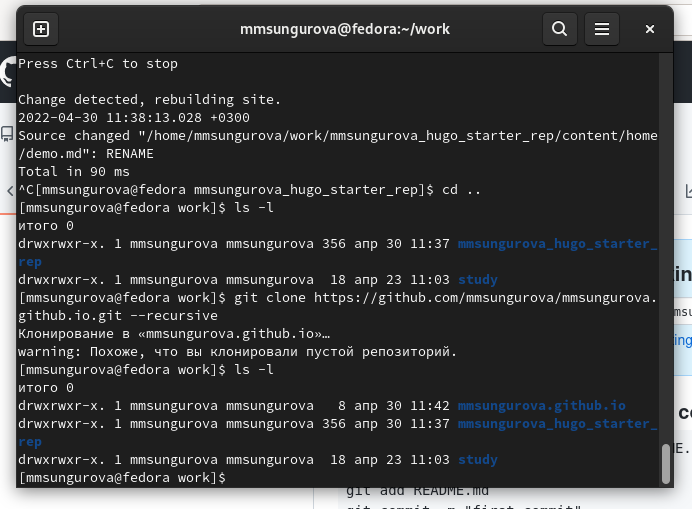 mmsungurova@fedora:~/work
Press Ctrl+C to stop
Change detected, rebuilding site.
2022-04-30 11:38:13.028 +0300
Source changed "/home/mmsungurova/work/mmsungurova_hugo_starter_rep/content/home
/demo.md": RENAME
Total in 90 ms
^C[mmsungurova@fedora mmsungurova_hugo_starter_rep]$ cd ..
[mmsungurova@fedora work]$ ls -l
итого 0
drwxrwxr-x. 1 mmsungurova mmsungurova 356 апр 30 11:37 mmsungurova_hugo_starter_
rep
drwxrwxr-x. 1 mmsungurova mmsungurova  18 апр 23 11:03 study
[mmsungurova@fedora work]$ git clone https://github.com/mmsungurova/mmsungurova.
github.io.git --recursive
Клонирование в «mmsungurova.github.io»…
warning: Похоже, что вы клонировали пустой репозиторий.
[mmsungurova@fedora work]$ ls -l
итого 0
drwxrwxr-x. 1 mmsungurova mmsungurova   8 апр 30 11:42 mmsungurova.github.io
drwxrwxr-x. 1 mmsungurova mmsungurova 356 апр 30 11:37 mmsungurova_hugo_starter_
rep
drwxrwxr-x. 1 mmsungurova mmsungurova  18 апр 23 11:03 study
[mmsungurova@fedora work]$
git add README.md
git commit -m "first commit"